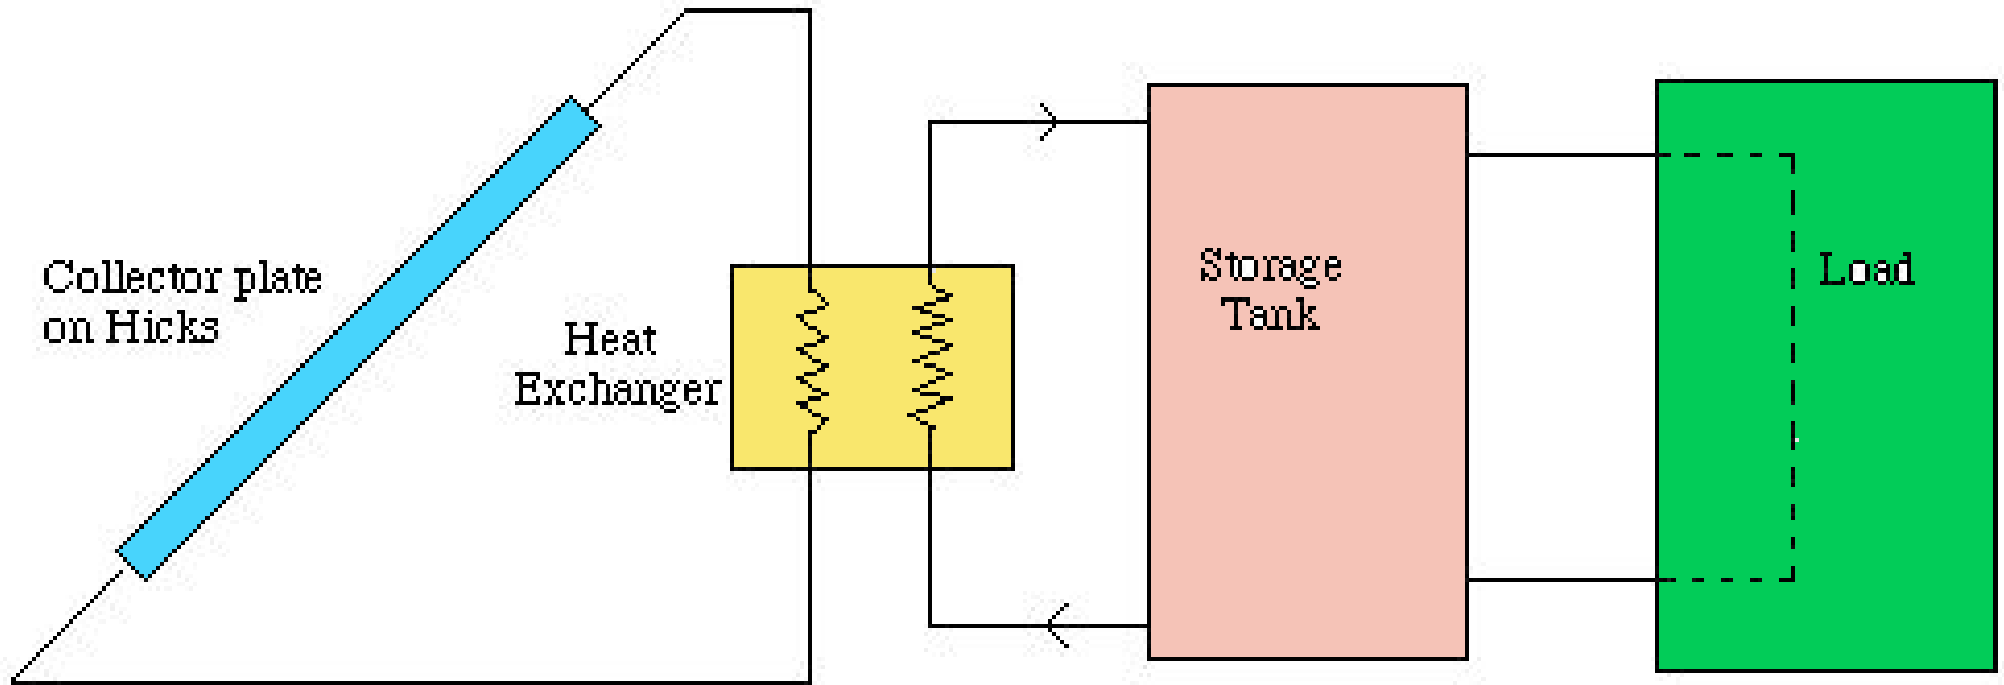 Collector plate
on Hicks
Heat
Exchanger
Storage
Tank
Load